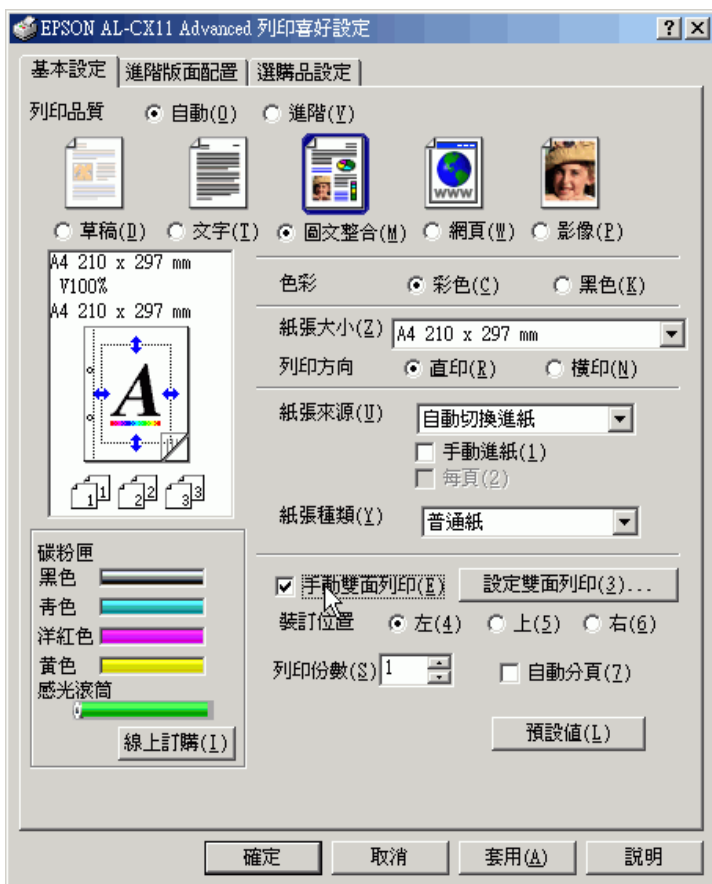 EPSON AL-CX11 Advanced 列印喜好設定
基本設定 進階版面配置 選購品設定
列印品質 自動(O) 進階(V)
WWW
草稿(D) 文字(T) 圖文整合(M) 網頁(W) 影像(P)
A4 210 x 297 mm
V100%
A4 210 x 297 mm
A
1 1 2 2 3 3
色彩 彩色(C) 黑色(K)
紙張大小(Z) A4 210 x 297 mm
列印方向 直印(R) 橫印(N)
紙張來源(U) 自動切換進紙
手動進紙(1)
每頁(2)
紙張種類(Y) 普通紙
碳粉匣
黑色
青色
洋紅色
黃色
感光滾筒
線上訂購(I)
手動雙面列印(E) 設定雙面列印(3)...
裝訂位置 左(4) 上(5) 右(6)
列印份數(S) 1 自動分頁(7)
預設值(L)
確定 取消 套用(A) 說明